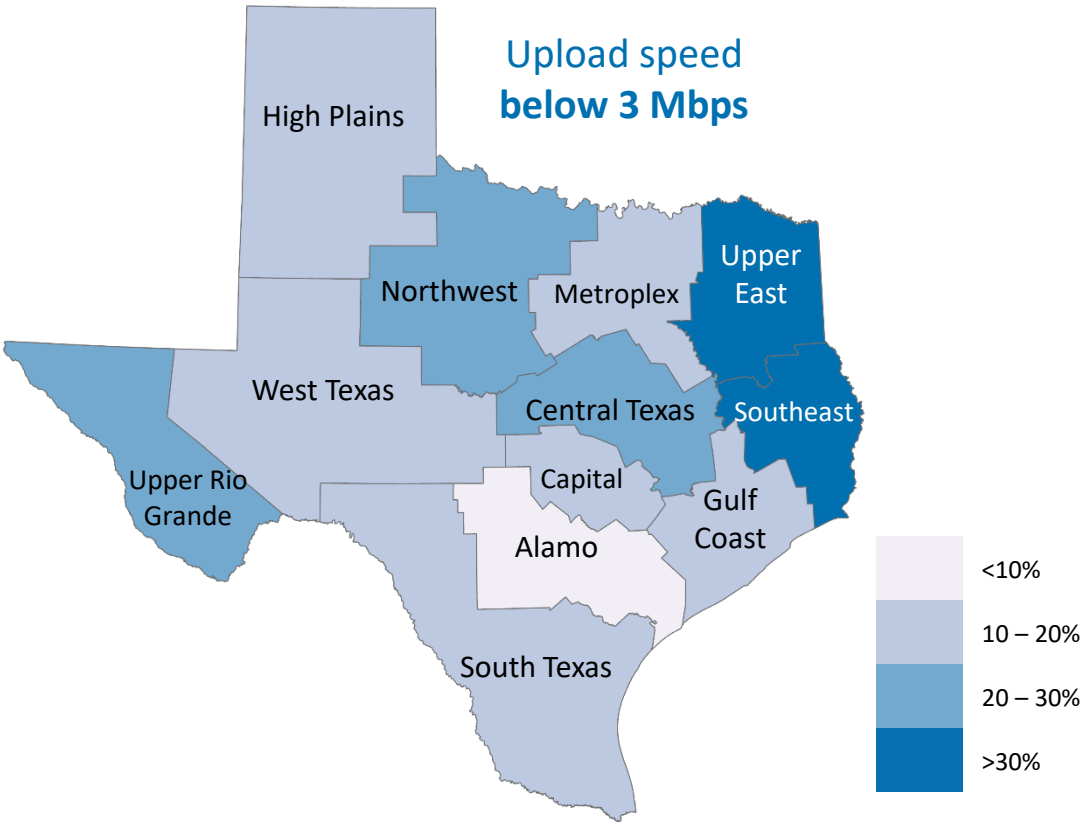 Upload speed
below 3 Mbps
High Plains
Upper
East
Northwest
Metroplex
West Texas
Central Texas
Southeast
Upper Rio
Grande
Capital
Gulf
Coast
Alamo
South Texas
<10%
10 – 20%
20 – 30%
>30%